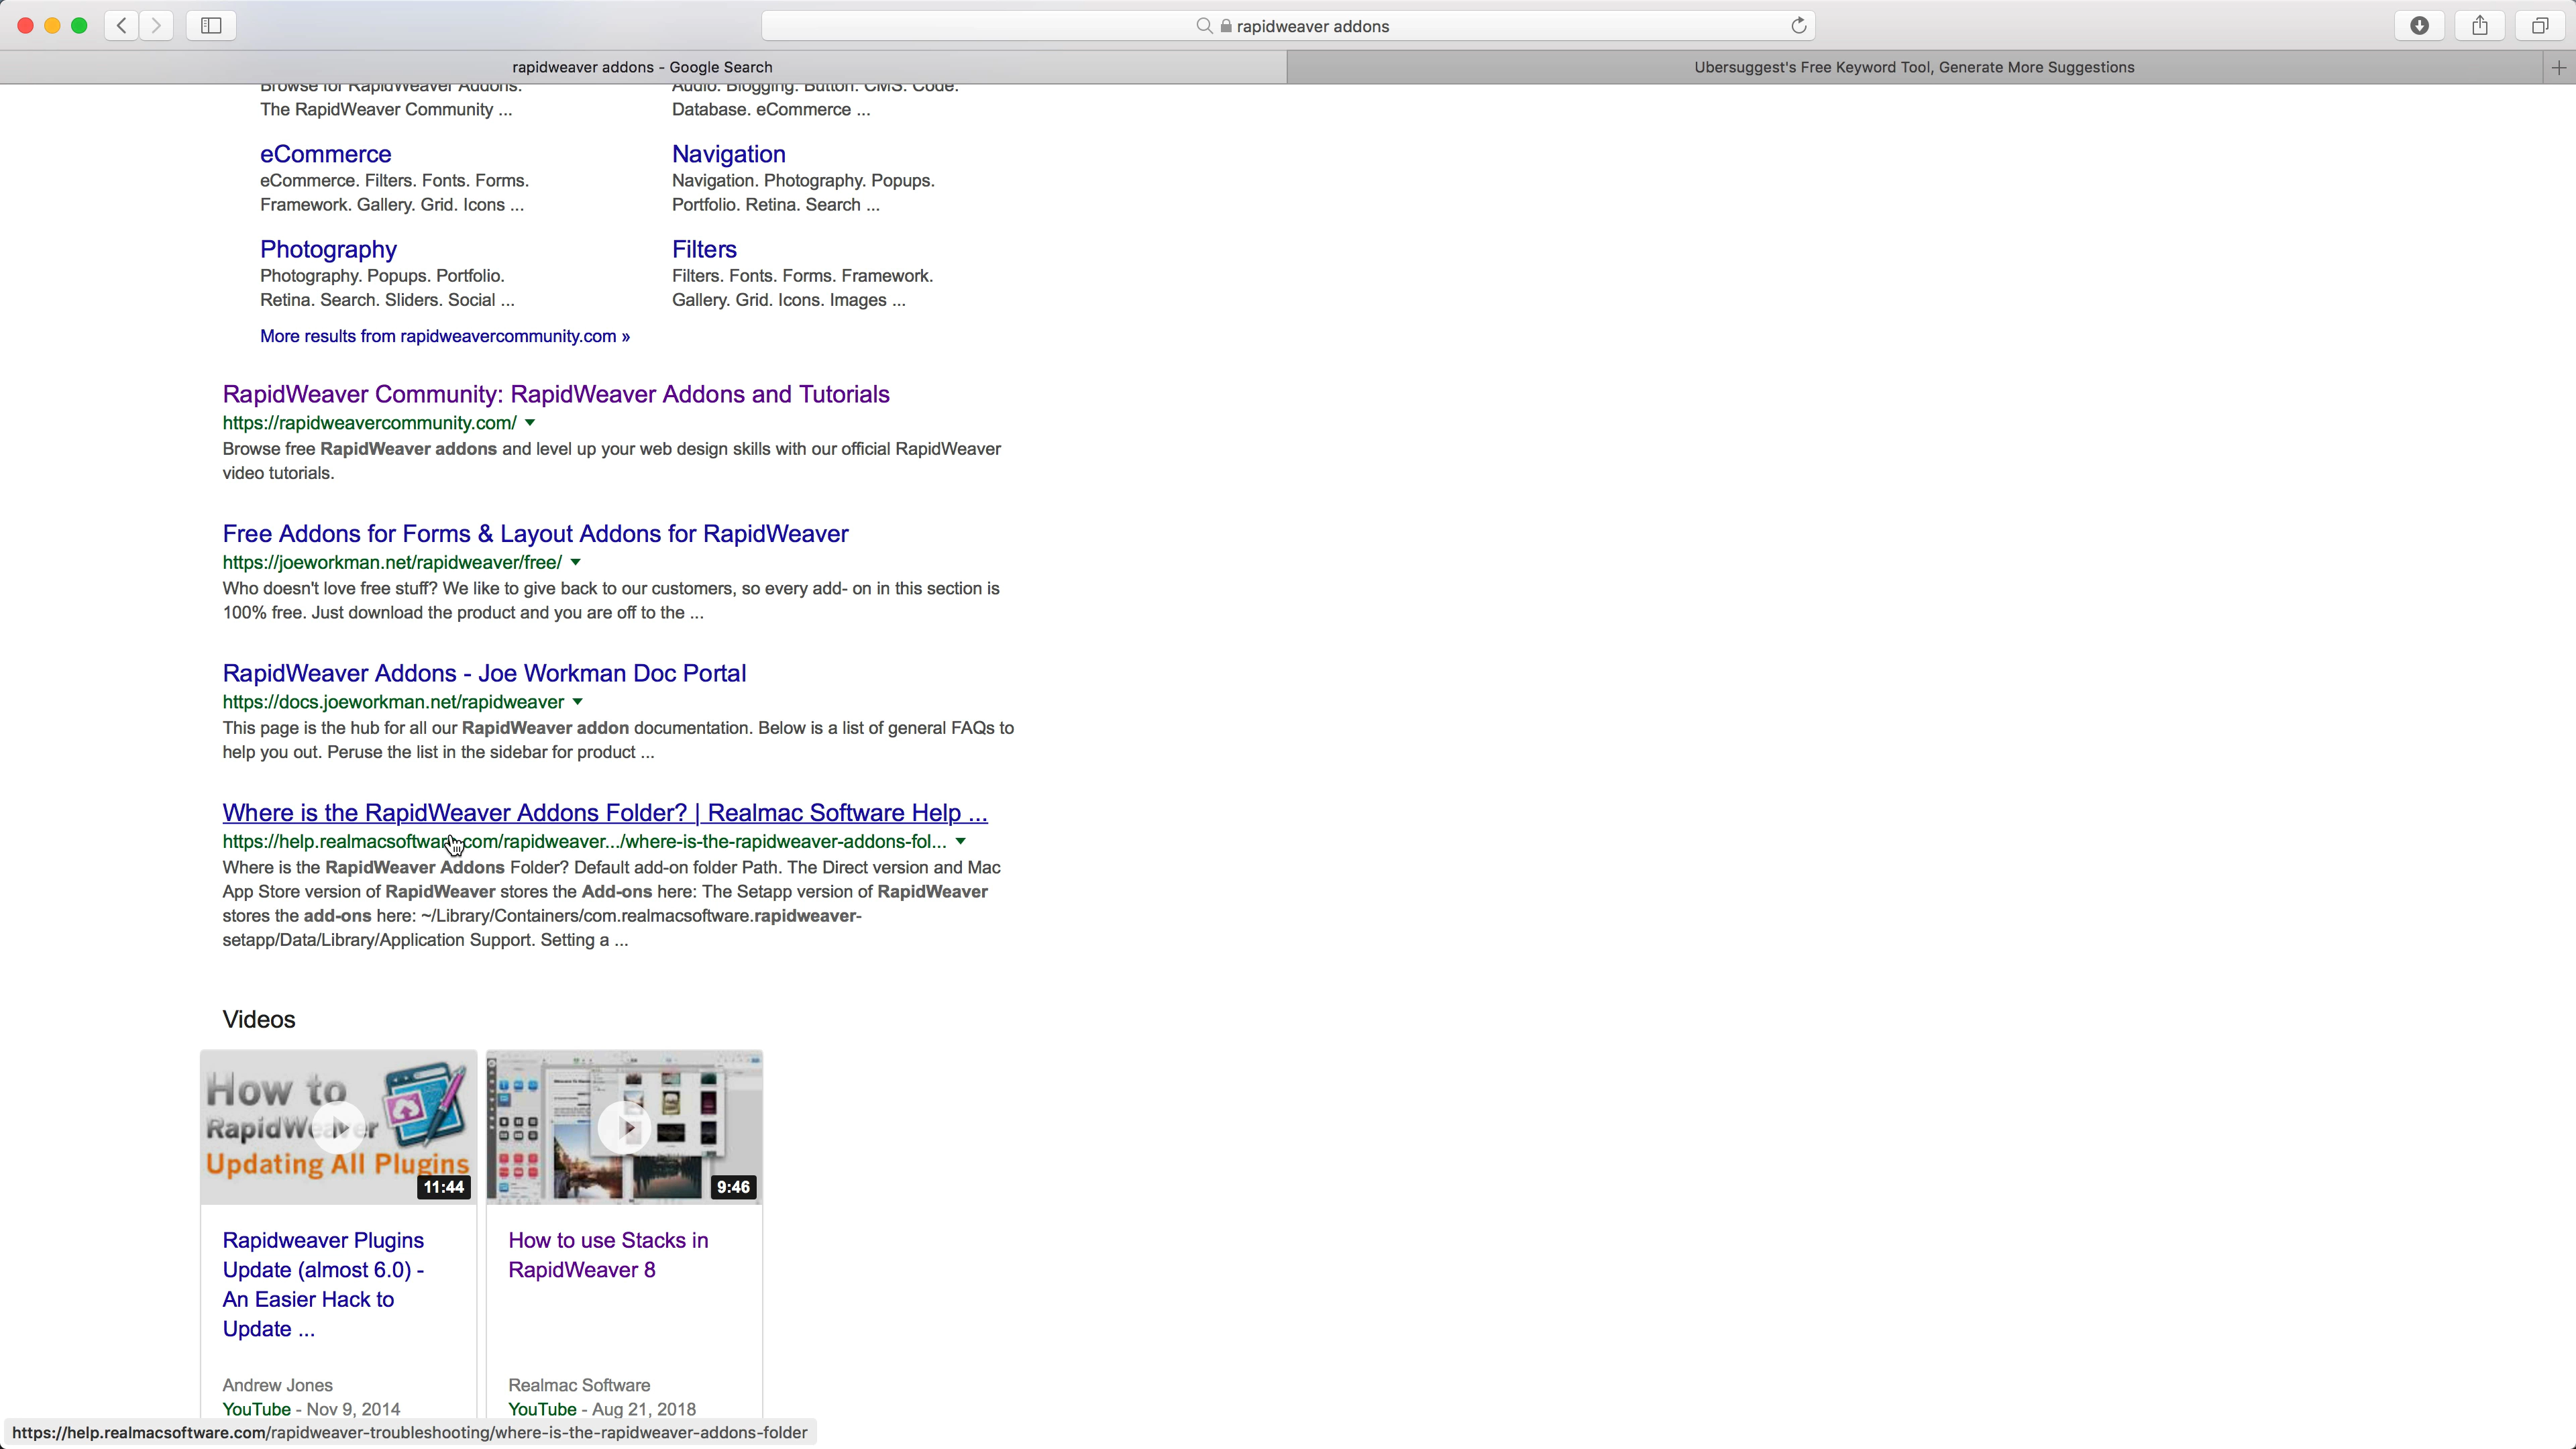 rapidweaver addons
rapidweaver addons - Google Search
Ubersuggest's Free Keyword Tool, Generate More Suggestions
Browse for RapidWeaver Addons.
The RapidWeaver Community ...
Audio. Blogging. Button. CMS. Code.
Database. eCommerce ...
eCommerce
eCommerce. Filters. Fonts. Forms.
Framework. Gallery. Grid. Icons ...
Navigation
Navigation. Photography. Popups.
Portfolio. Retina. Search ...
Photography
Photography. Popups. Portfolio.
Retina. Search. Sliders. Social ...
Filters
Filters. Fonts. Forms. Framework.
Gallery. Grid. Icons. Images ...
More results from rapidweavercommunity.com »
RapidWeaver Community: RapidWeaver Addons and Tutorials
https://rapidweavercommunity.com/
Browse free RapidWeaver addons and level up your web design skills with our official RapidWeaver
video tutorials.
Free Addons for Forms & Layout Addons for RapidWeaver
https://joeworkman.net/rapidweaver/free/
Who doesn't love free stuff? We like to give back to our customers, so every add- on in this section is
100% free. Just download the product and you are off to the ...
RapidWeaver Addons - Joe Workman Doc Portal
https://docs.joeworkman.net/rapidweaver
This page is the hub for all our RapidWeaver addon documentation. Below is a list of general FAQs to
help you out. Peruse the list in the sidebar for product ...
Where is the RapidWeaver Addons Folder? | Realmac Software Help ...
https://help.realmacsoftware.com/rapidweaver.../where-is-the-rapidweaver-addons-fol...
Where is the RapidWeaver Addons Folder? Default add-on folder Path. The Direct version and Mac
App Store version of RapidWeaver stores the Add-ons here: The Setapp version of RapidWeaver
stores the add-ons here: ~/Library/Containers/com.realmacsoftware.rapidweaver-
setapp/Data/Library/Application Support. Setting a ...
Videos
How to
RapidWeaver
Updating All Plugins
11:44
9:46
Rapidweaver Plugins
Update (almost 6.0) -
An Easier Hack to
Update ...
Andrew Jones
YouTube - Nov 9, 2014
How to use Stacks in
RapidWeaver 8
Realmac Software
YouTube - Aug 21, 2018
https://help.realmacsoftware.com/rapidweaver-troubleshooting/where-is-the-rapidweaver-addons-folder